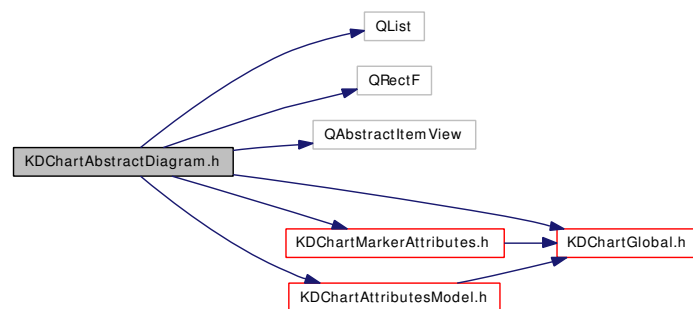 QList
QRectF
QAbstractItemView
KDChartAbstractDiagram.h
KDChartMarkerAttributes.h
KDChartGlobal.h
KDChartAttributesModel.h